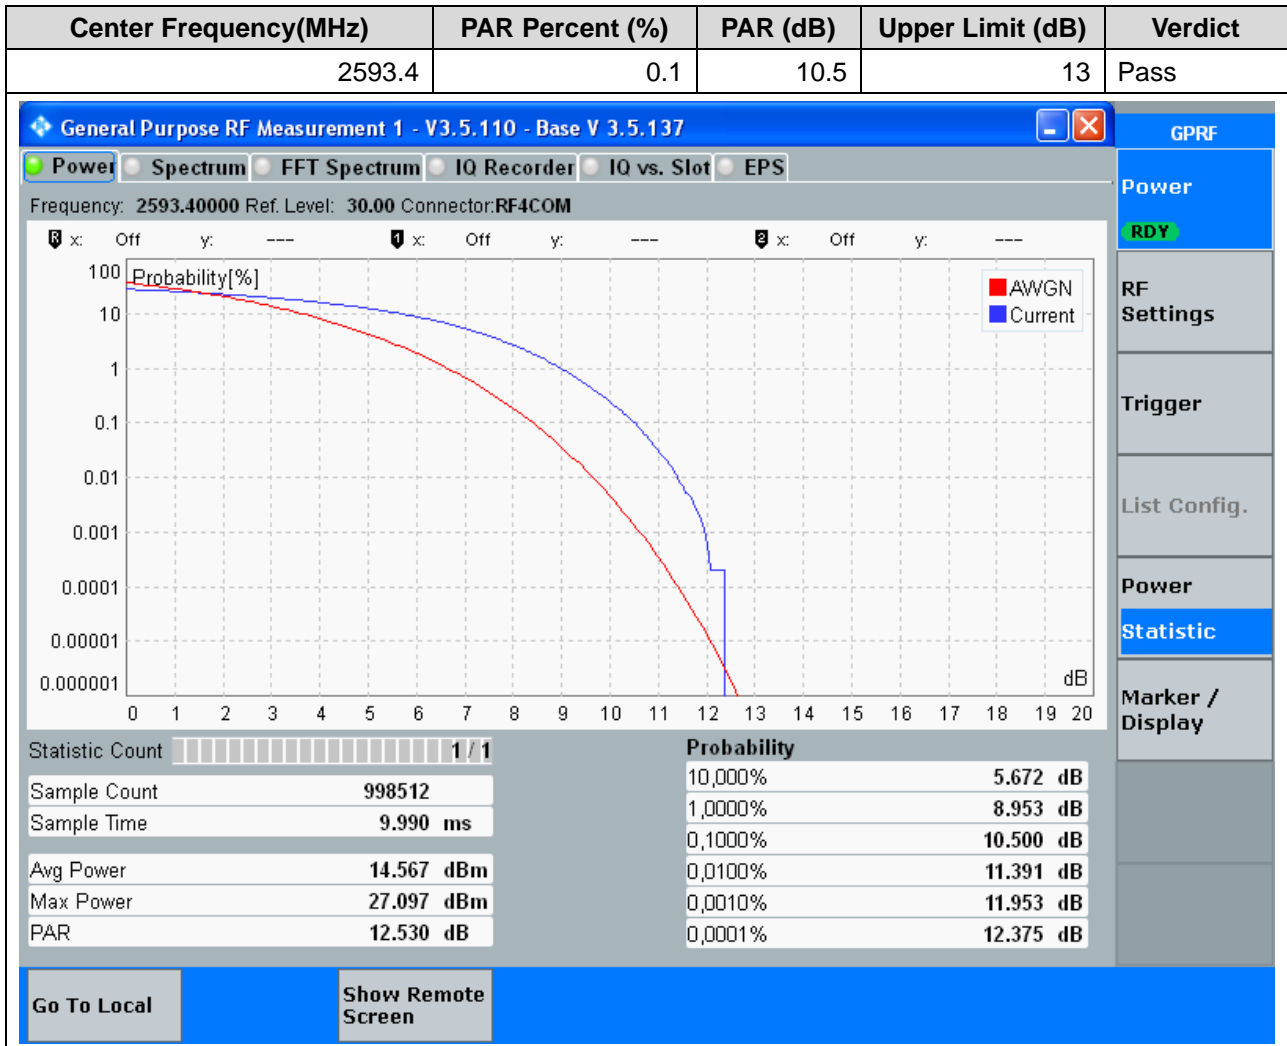 Center Frequency(MHz) PAR Percent (%) PAR (dB) Upper Limit (dB) Verdict
2593.4 0.1 10.5 13 Pass
General Purpose RF Measurement 1 - V3.5.110 - Base V 3.5.137
GPRF
Power Spectrum FFT Spectrum IQ Recorder IQ vs. Slot EPS
Frequency: 2593.40000 Ref. Level: 30.00 Connector:RF4COM
R x: Off y: --- 1 x: Off y: --- 2 x: Off y: ---
Probability[%]
100
10
1
0.1
0.01
0.001
0.0001
0.00001
0.000001
AWGN
Current
dB
0 1 2 3 4 5 6 7 8 9 10 11 12 13 14 15 16 17 18 19 20
Statistic Count 1 / 1
Sample Count 998512
Sample Time 9.990 ms
Avg Power 14.567 dBm
Max Power 27.097 dBm
PAR 12.530 dB
Probability
10,000% 5.672 dB
1,0000% 8.953 dB
0,1000% 10.500 dB
0,0100% 11.391 dB
0,0010% 11.953 dB
0,0001% 12.375 dB
Power
RDY
RF
Settings
Trigger
List Config.
Power
Statistic
Marker /
Display
Go To Local
Show Remote
Screen